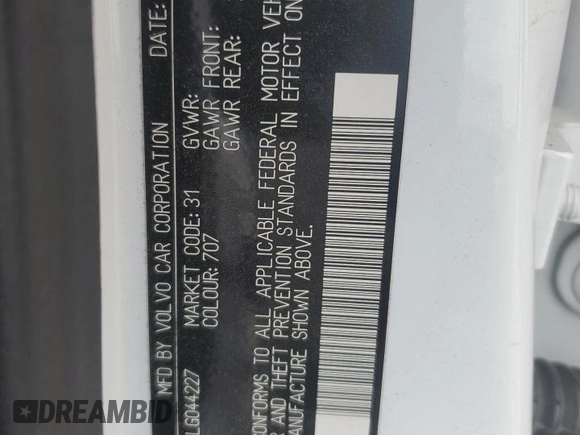 MFD BY VOLVO CAR CORPORATION DATE:
LG044227 MARKET CODE: 31 GVWR:
COLOUR: 707 GAWR FRONT:
GAWR REAR:
CONFORMS TO ALL APPLICABLE FEDERAL MOTOR VEH
AND THEFT PREVENTION STANDARDS IN EFFECT ON
MANUFACTURE SHOWN ABOVE.
DREAMBID